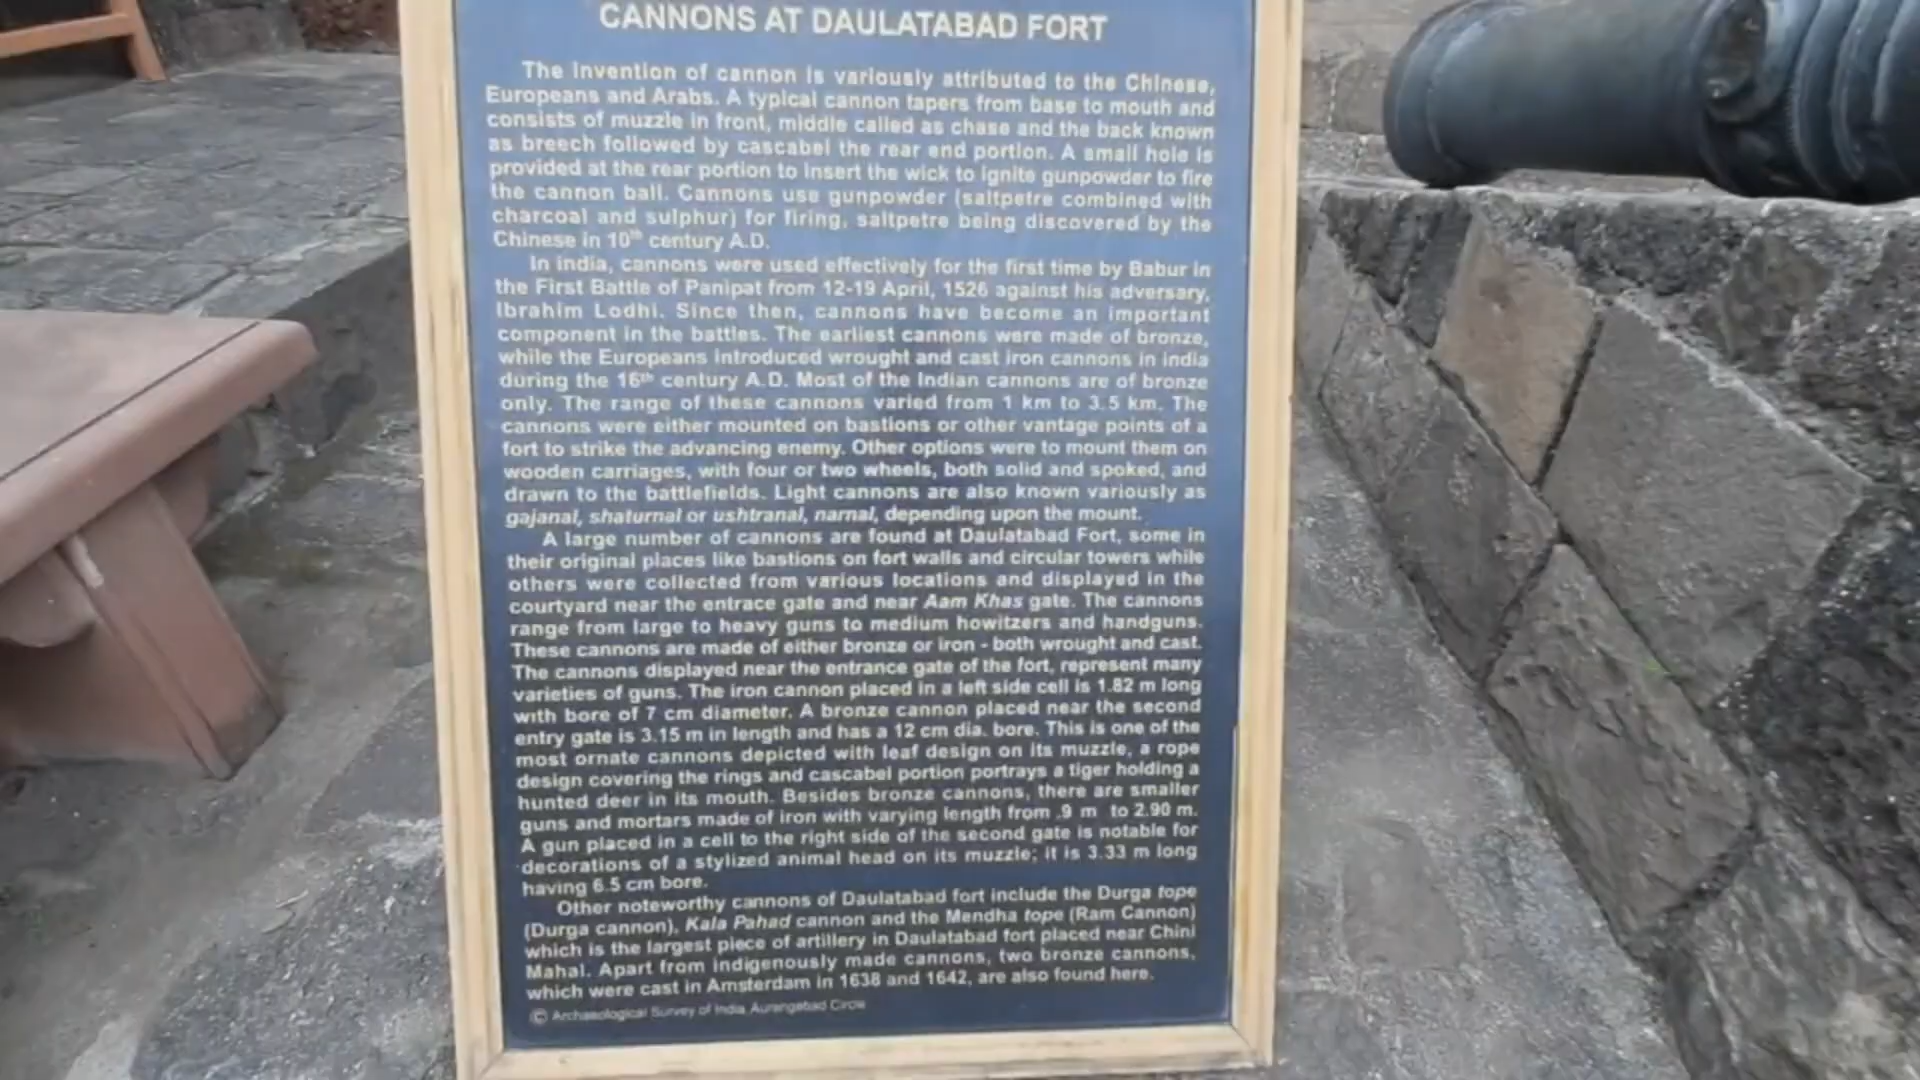 CANNONS AT DAULATABAD FORT
The Invention of cannon is variously attributed to the Chinese,
Europeans and Arabs. A typical cannon tapers from base to mouth and
consists of muzzle in front, middle called as chase and the back known
as breech followed by cascabel the rear end portion. A small hole is
provided at the rear portion to insert the wick to ignite gunpowder to fire
the cannon ball. Cannons use gunpowder (saltpetre combined with
charcoal and sulphur) for firing, saltpetre being discovered by the
Chinese in 10th century A.D.
In india, cannons were used effectively for the first time by Babur in
the First Battle of Panipat from 12-19 April, 1526 against his adversary,
Ibrahim Lodhi. Since then, cannons have become an important
component in the battles. The earliest cannons were made of bronze,
while the Europeans introduced wrought and cast iron cannons in india
during the 16th century A.D. Most of the Indian cannons are of bronze
only. The range of these cannons varied from 1 km to 3.5 km. The
cannons were either mounted on bastions or other vantage points of a
fort to strike the advancing enemy. Other options were to mount them on
wooden carriages, with four or two wheels, both solid and spoked, and
drawn to the battlefields. Light cannons are also known variously as
gajanal, shaturnal or ushtranal, narnal, depending upon the mount.
A large number of cannons are found at Daulatabad Fort, some in
their original places like bastions on fort walls and circular towers while
others were collected from various locations and displayed in the
courtyard near the entrace gate and near Aam Khas gate. The cannons
range from large to heavy guns to medium howitzers and handguns.
These cannons are made of either bronze or iron - both wrought and cast.
The cannons displayed near the entrance gate of the fort, represent many
varieties of guns. The iron cannon placed in a left side cell is 1.82 m long
with bore of 7 cm diameter. A bronze cannon placed near the second
entry gate is 3.15 m in length and has a 12 cm dia. bore. This is one of the
most ornate cannons depicted with leaf design on its muzzle, a rope
design covering the rings and cascabel portion portrays a tiger holding a
hunted deer in its mouth. Besides bronze cannons, there are smaller
guns and mortars made of iron with varying length from .9 m to 2.90 m.
A gun placed in a cell to the right side of the second gate is notable for
decorations of a stylized animal head on its muzzle; it is 3.33 m long
having 6.5 cm bore.
Other noteworthy cannons of Daulatabad fort include the Durga tope
(Durga cannon), Kala Pahad cannon and the Mendha tope (Ram Cannon)
which is the largest piece of artillery in Daulatabad fort placed near Chini
Mahal. Apart from indigenously made cannons, two bronze cannons,
which were cast in Amsterdam in 1638 and 1642, are also found here.
© Archaeological Survey of India, Aurangabad Circle